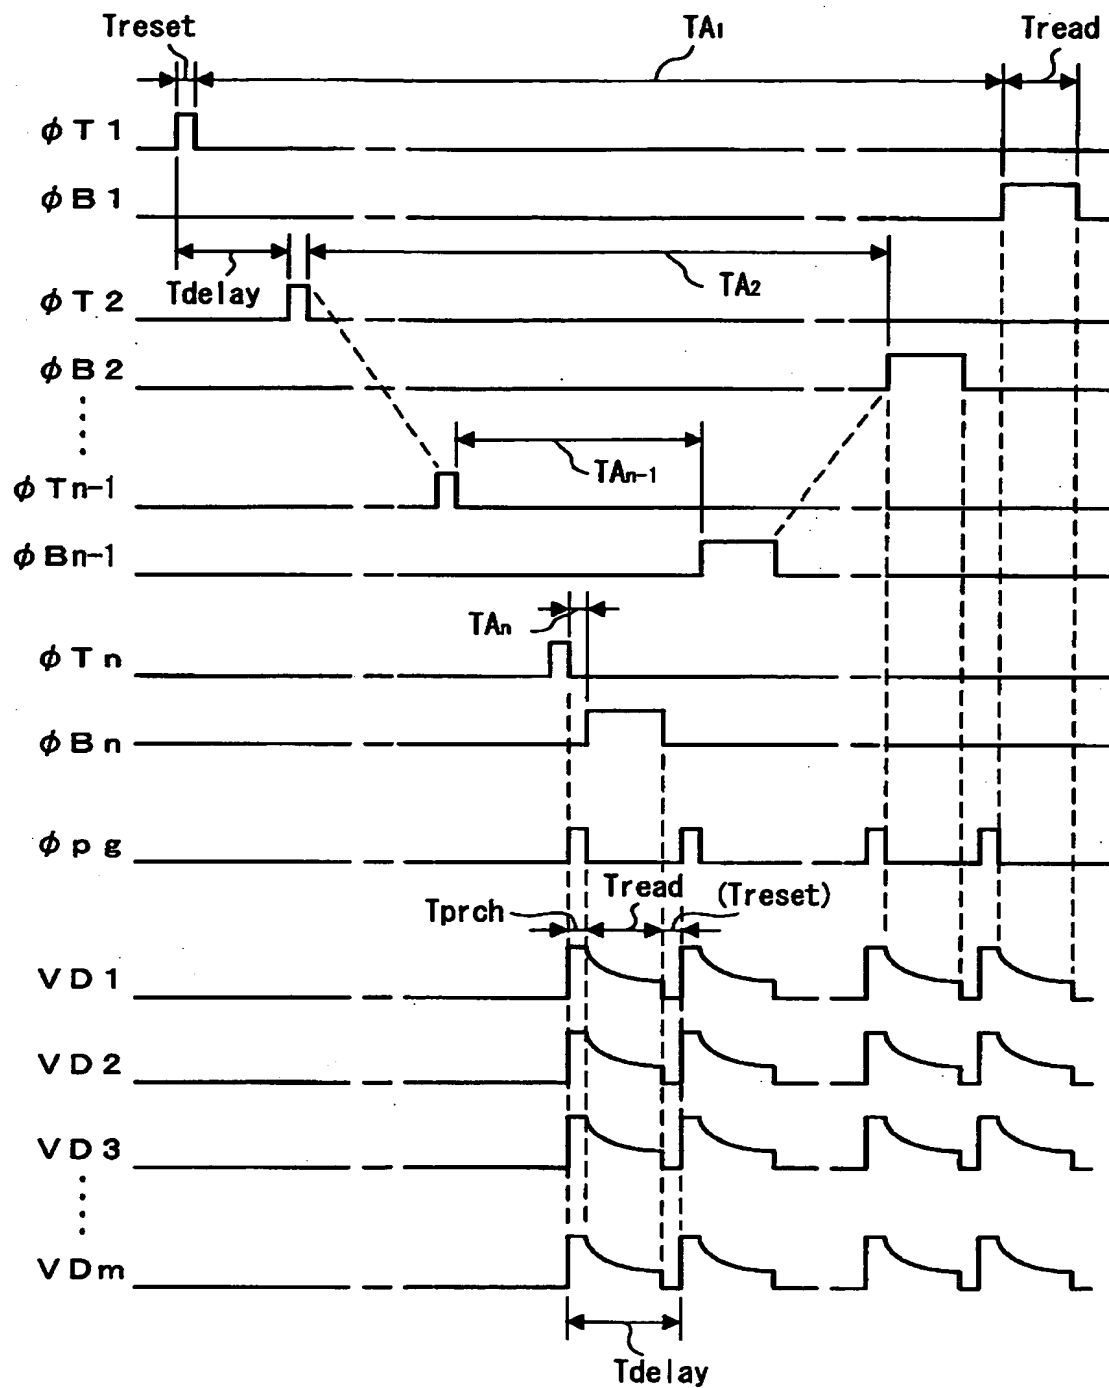 Treset TA1 Tread
φT1
φB1
Tdelay TA2
φT2
φB2
TAn-1
φTn-1
φBn-1
TAn
φTn
φBn
φpg
Tprch Tread (Treset)
VD1
VD2
VD3
VDm
Tdelay